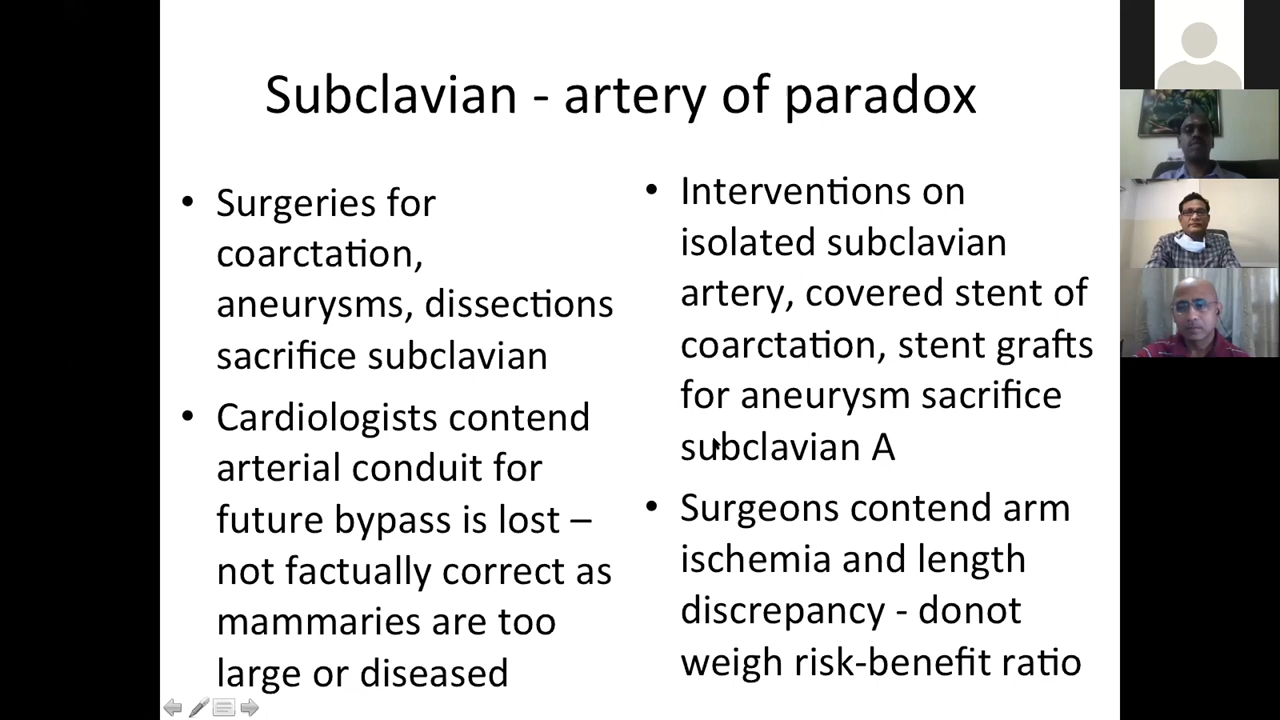 Subclavian - artery of paradox
• Surgeries for
coarctation,
aneurysms, dissections
sacrifice subclavian
• Cardiologists contend
arterial conduit for
future bypass is lost –
not factually correct as
mammaries are too
large or diseased
• Interventions on
isolated subclavian
artery, covered stent of
coarctation, stent grafts
for aneurysm sacrifice
subclavian A
• Surgeons contend arm
ischemia and length
discrepancy - donot
weigh risk-benefit ratio